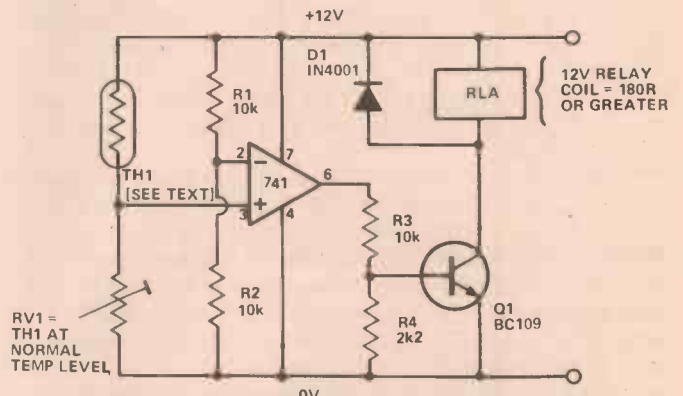 +12V
D1
IN4001
R1
10k
RLA
12V RELAY
COIL = 180R
OR GREATER
TH1
[SEE TEXT]
2
7
741
6
3
4
R3
10k
R2
10k
R4
2k2
Q1
BC109
RV1 =
TH1 AT
NORMAL
TEMP LEVEL
0V